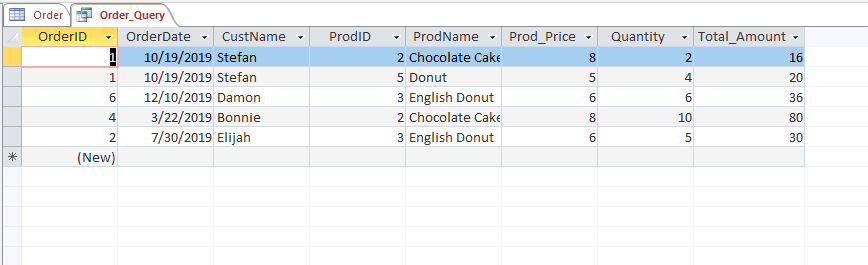 Order Order_Query
OrderID OrderDate CustName ProdID ProdName Prod_Price Quantity Total_Amount
1 10/19/2019 Stefan 2 Chocolate Cake 8 2 16
1 10/19/2019 Stefan 5 Donut 5 4 20
6 12/10/2019 Damon 3 English Donut 6 6 36
4 3/22/2019 Bonnie 2 Chocolate Cake 8 10 80
2 7/30/2019 Elijah 3 English Donut 6 5 30
(New)